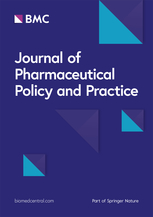 BMC
Journal of
Pharmaceutical
Policy and Practice
biomedcentral.com
Part of Springer Nature